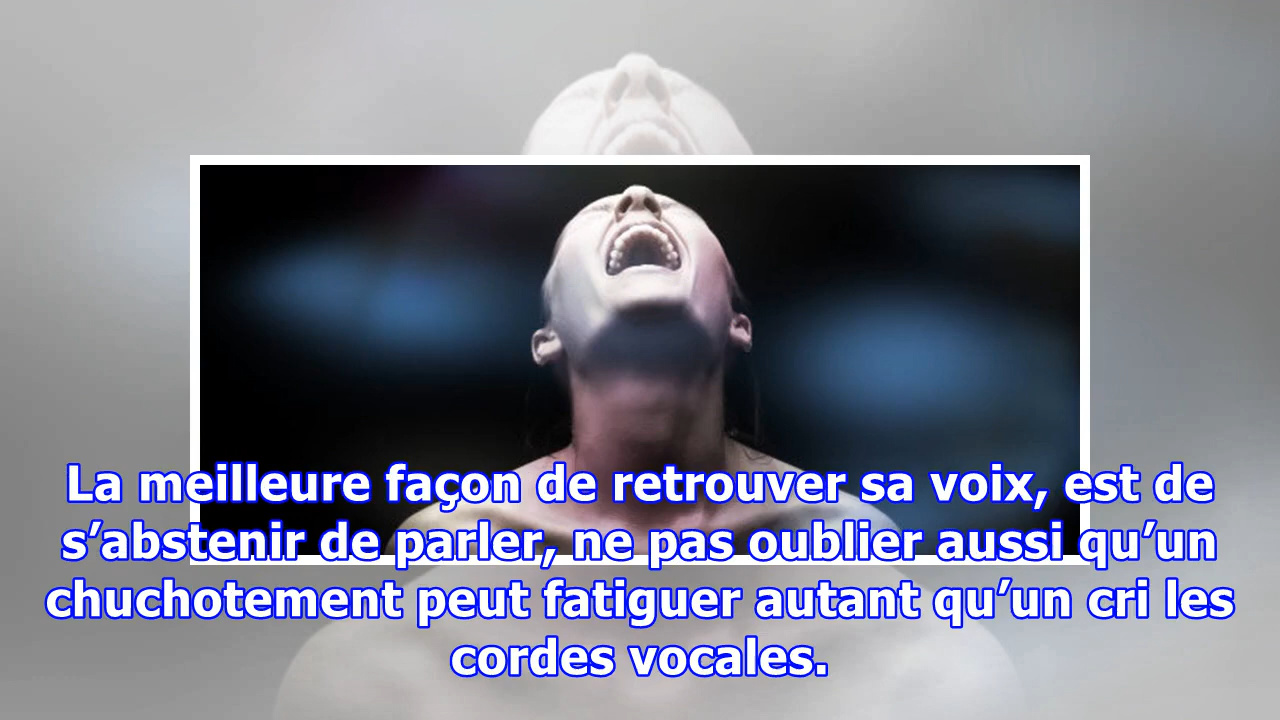 La meilleure façon de retrouver sa voix, est de
s’abstenir de parler, ne pas oublier aussi qu’un
chuchotement peut fatiguer autant qu’un cri les
cordes vocales.